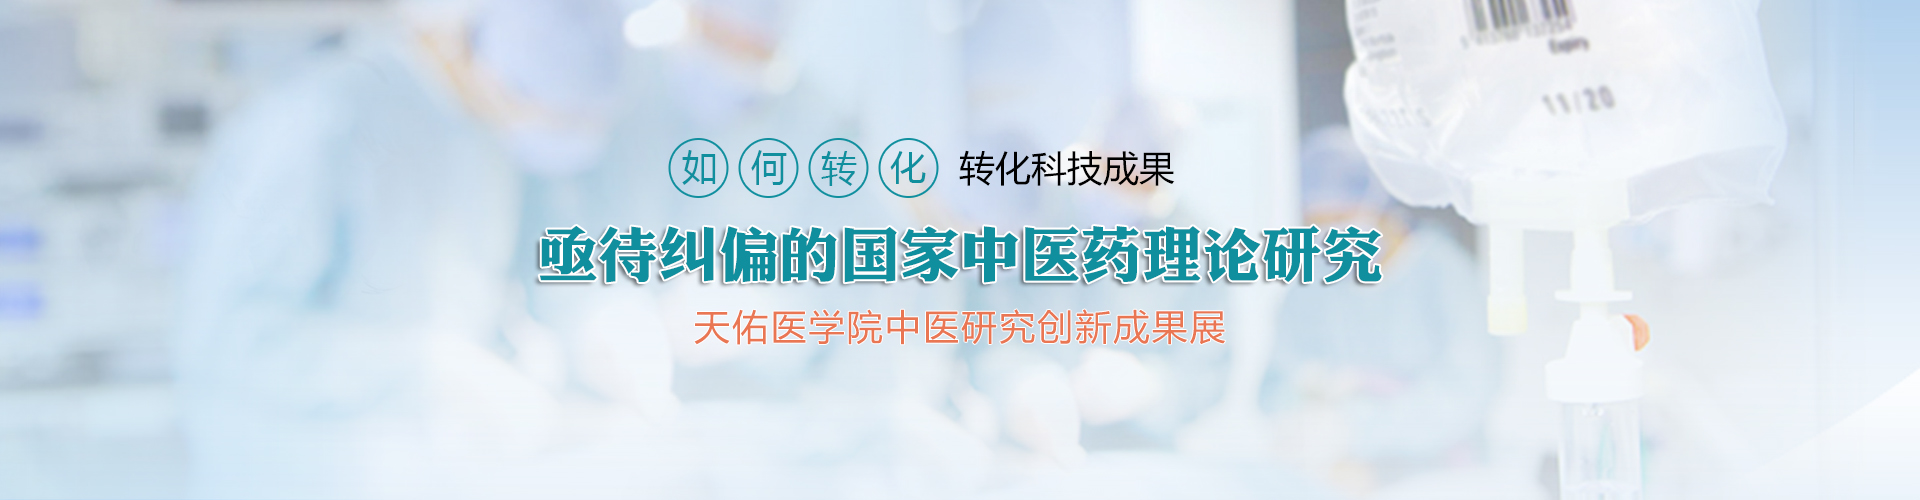 如何转化 转化科技成果
亟待纠偏的国家中医药理论研究
天佑医学院中医研究创新成果展
Expiry
11/20